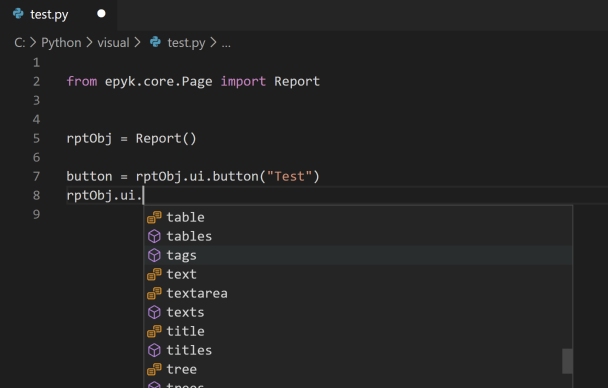 test.py
C: > Python > visual > test.py > ...
1
2 from epyk.core.Page import Report
3
4
5 rptObj = Report()
6
7 button = rptObj.ui.button("Test")
8 rptObj.ui.
9
table
tables
tags
text
textarea
texts
title
titles
tree
trees